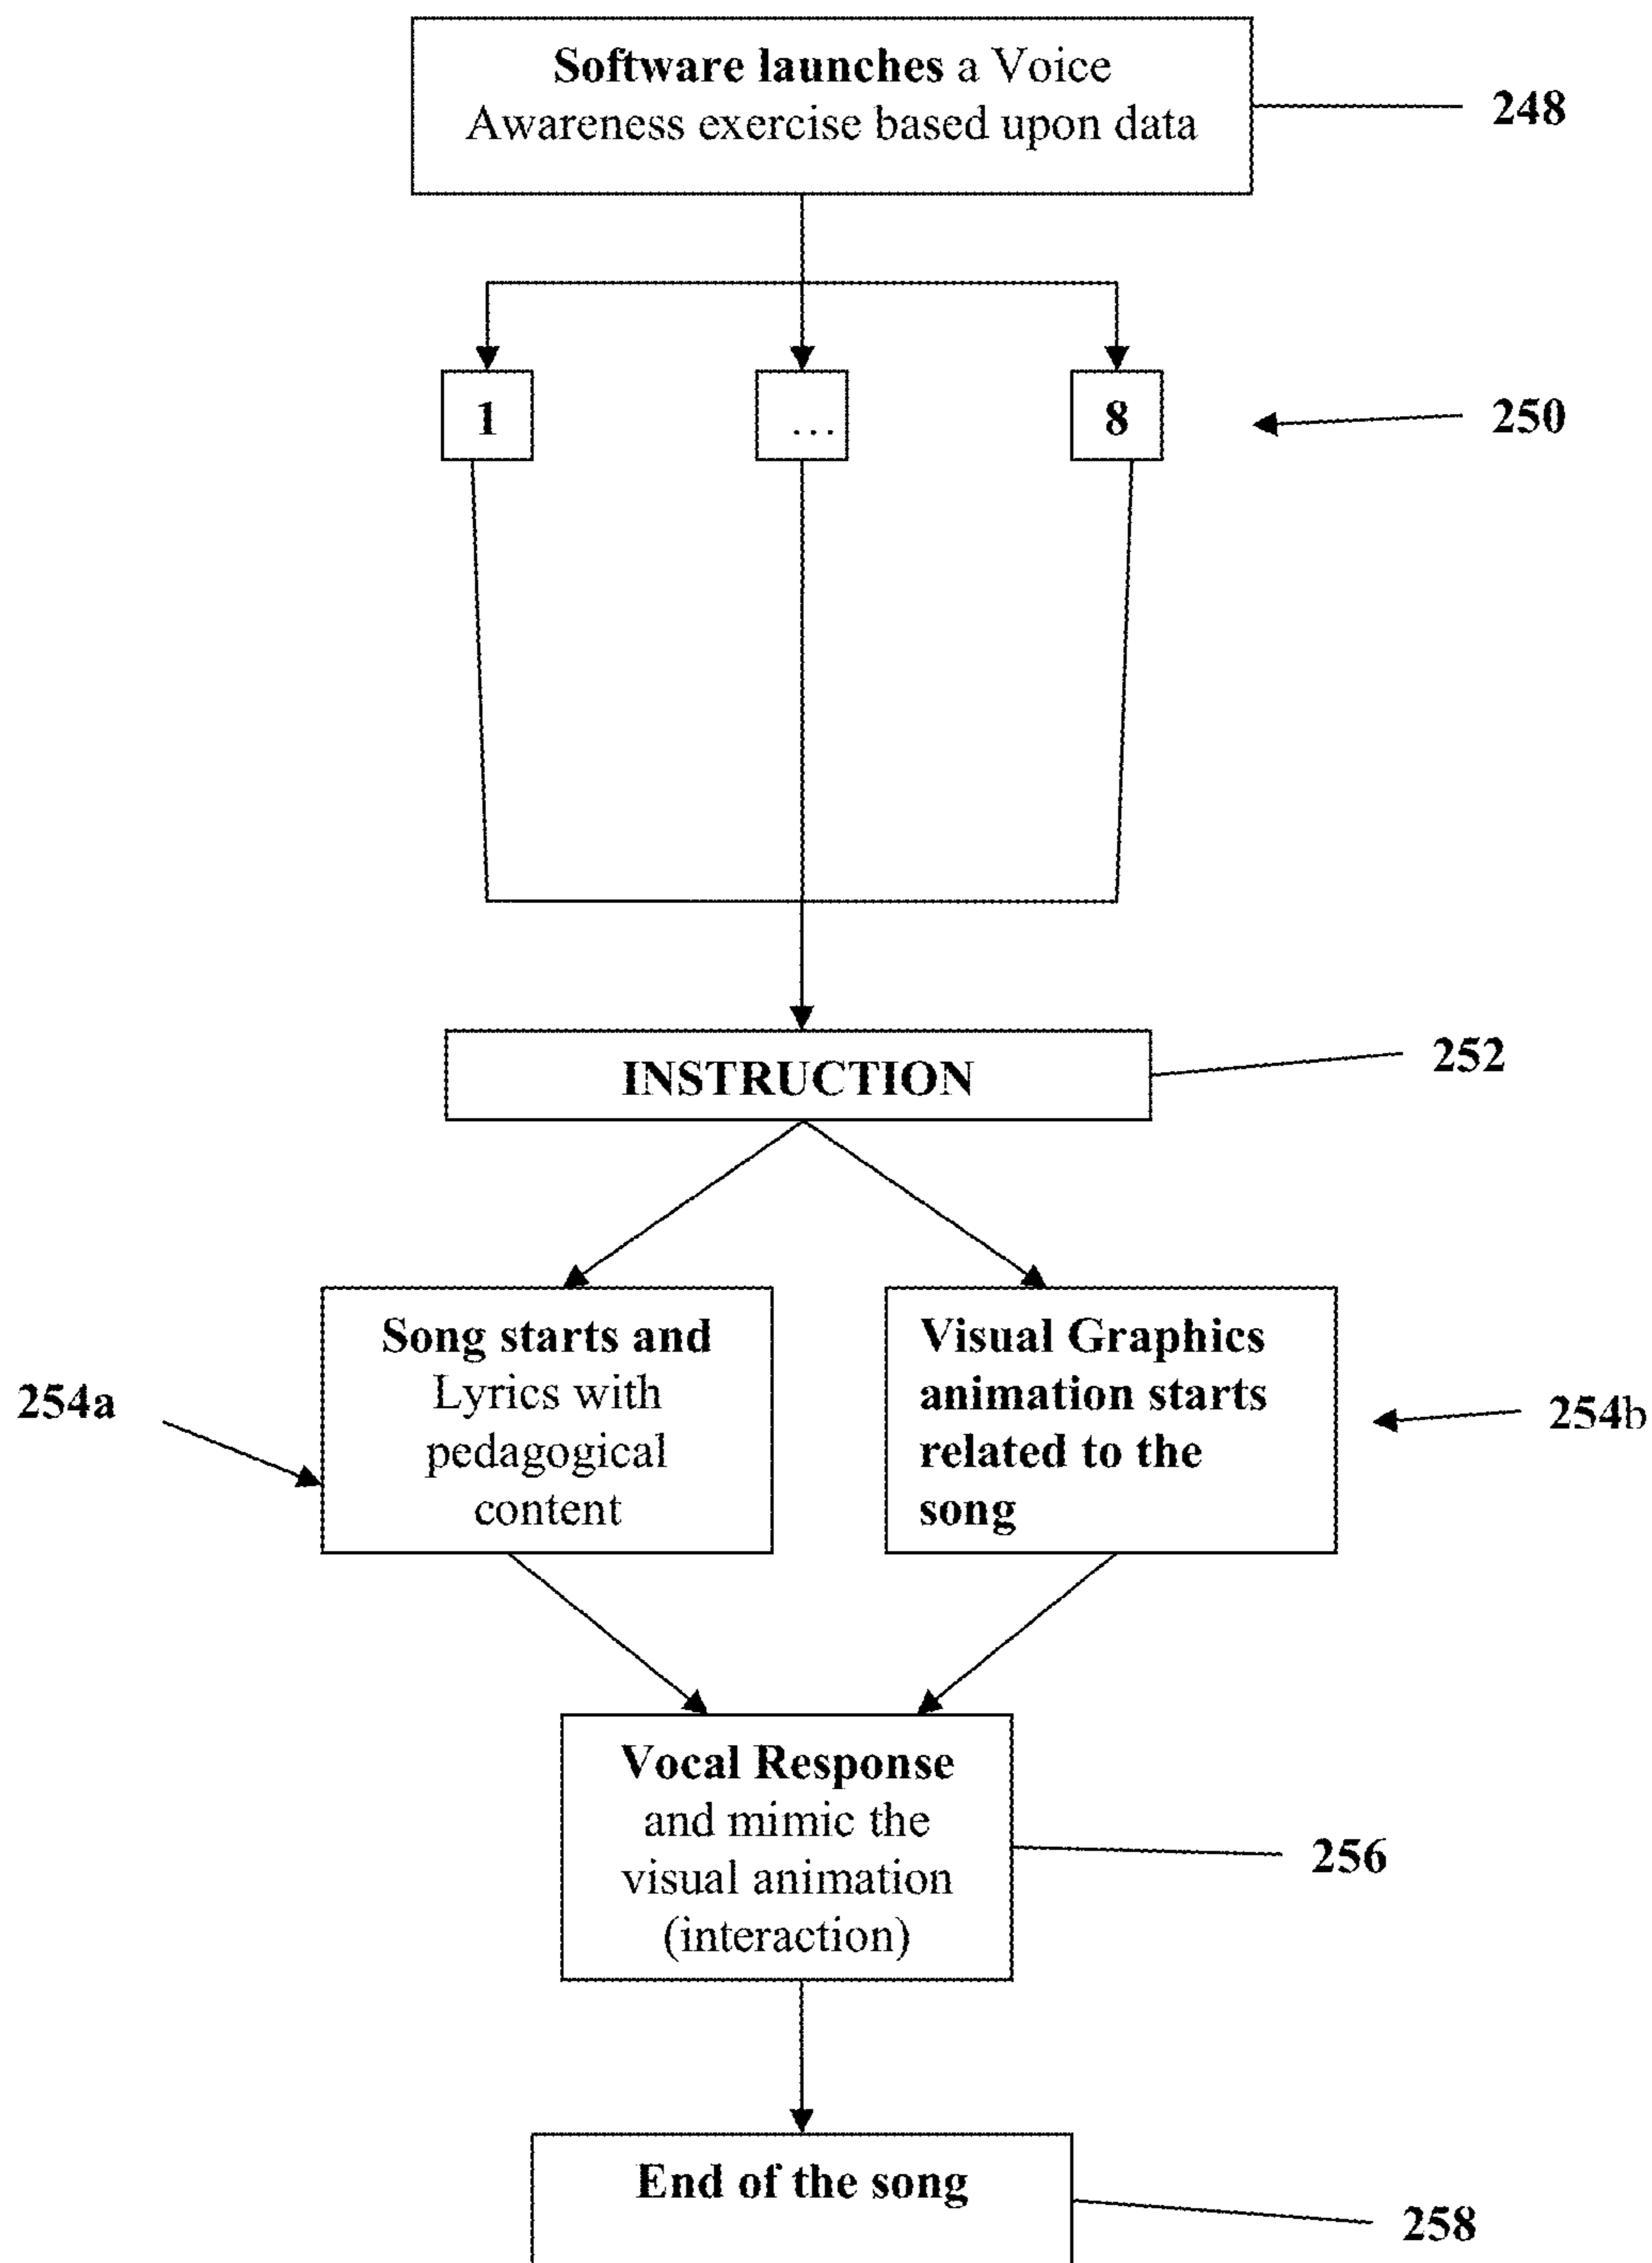 Software launches a Voice
Awareness exercise based upon data
248
1
...
8
250
INSTRUCTION
252
Song starts and
Lyrics with
pedagogical
content
254a
Visual Graphics
animation starts
related to the
song
254b
Vocal Response
and mimic the
visual animation
(interaction)
256
End of the song
258